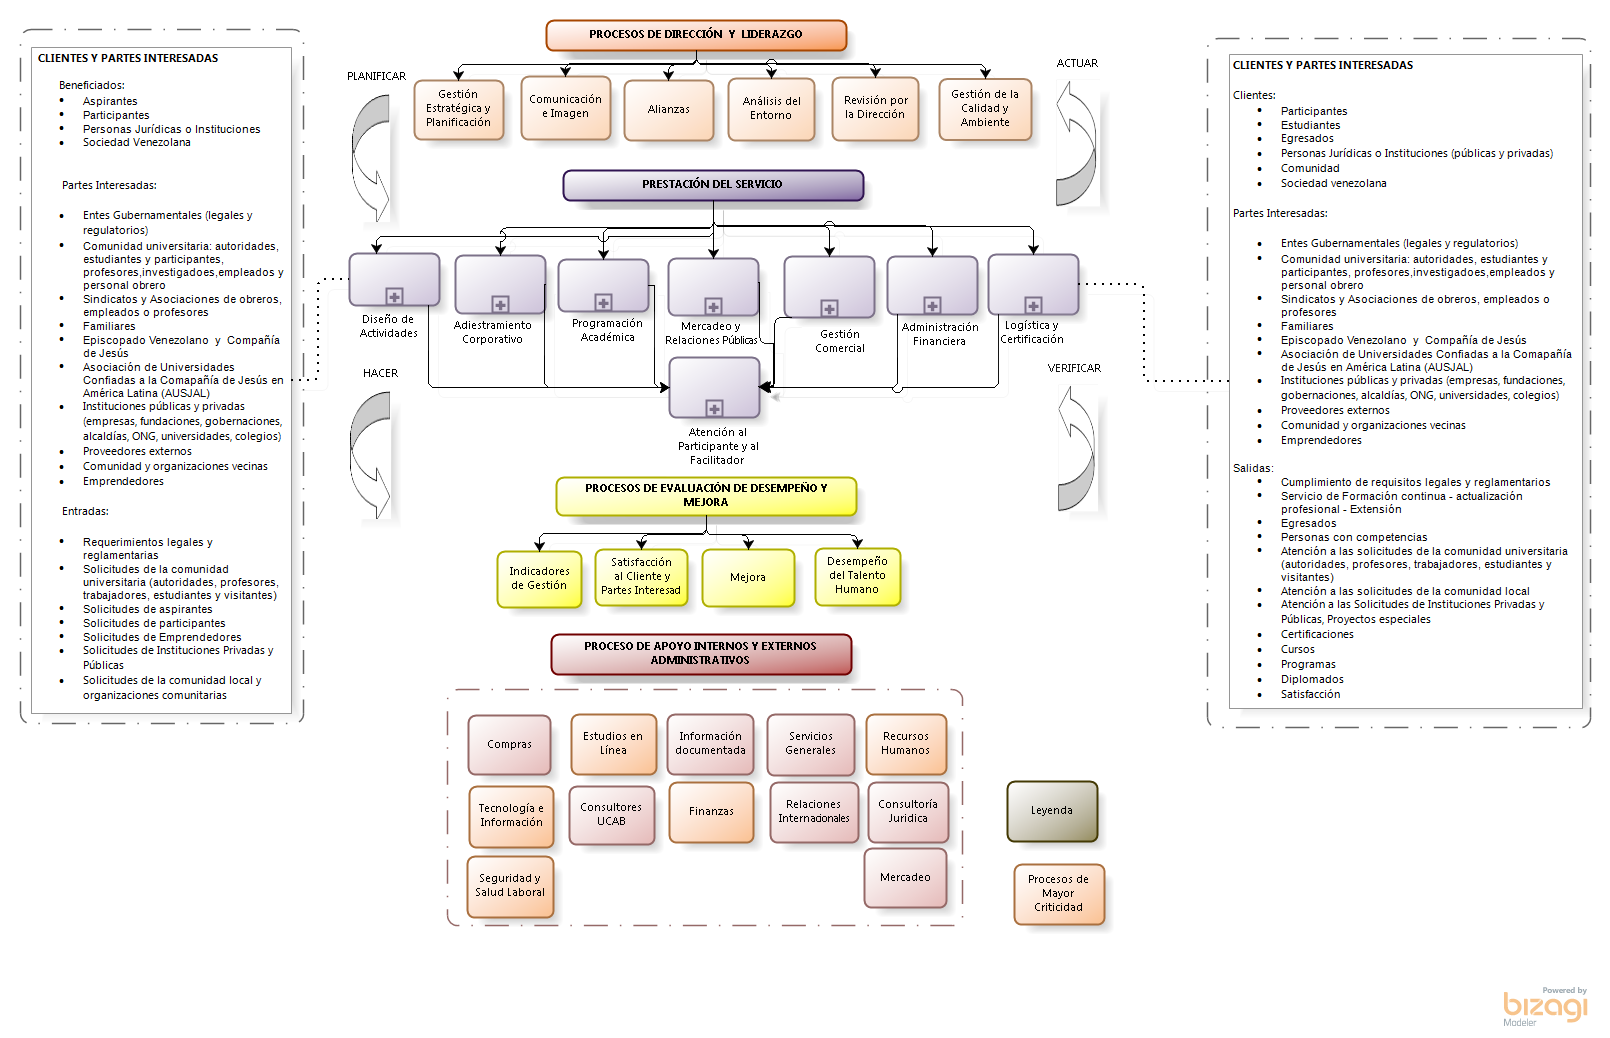 CLIENTES Y PARTES INTERESADAS
Beneficiados:
• Aspirantes
• Participantes
• Personas Jurídicas o Instituciones
• Sociedad Venezolana
Partes Interesadas:
• Entes Gubernamentales (legales y
regulatorios)
• Comunidad universitaria: autoridades,
estudiantes y participantes,
profesores,investigadoes,empleados y
personal obrero
• Sindicatos y Asociaciones de obreros,
empleados o profesores
• Familiares
• Episcopado Venezolano y Compañía
de Jesús
• Asociación de Universidades
Confiadas a la Comapañía de Jesús en
América Latina (AUSJAL)
• Instituciones públicas y privadas
(empresas, fundaciones, gobernaciones,
alcaldías, ONG, universidades, colegios)
• Proveedores externos
• Comunidad y organizaciones vecinas
• Emprendedores
Entradas:
• Requerimientos legales y
reglamentarias
• Solicitudes de la comunidad
universitaria (autoridades, profesores,
trabajadores, estudiantes y visitantes)
• Solicitudes de aspirantes
• Solicitudes de participantes
• Solicitudes de Emprendedores
• Solicitudes de Instituciones Privadas y
Públicas
• Solicitudes de la comunidad local y
organizaciones comunitarias
PROCESOS DE DIRECCIÓN Y LIDERAZGO
PLANIFICAR
ACTUAR
Gestión
Estratégica y
Planificación
Comunicación
e Imagen
Alianzas
Análisis del
Entorno
Revisión por
la Dirección
Gestión de la
Calidad y
Ambiente
PRESTACIÓN DEL SERVICIO
Diseño de
Actividades
Adiestramiento
Corporativo
Programación
Académica
Mercadeo y
Relaciones Públicas
Gestión
Comercial
Administración
Financiera
Logística y
Certificación
HACER
VERIFICAR
Atención al
Participante y al
Facilitador
PROCESOS DE EVALUACIÓN DE DESEMPEÑO Y
MEJORA
Indicadores
de Gestión
Satisfacción
al Cliente y
Partes Interesad
Mejora
Desempeño
del Talento
Humano
PROCESO DE APOYO INTERNOS Y EXTERNOS
ADMINISTRATIVOS
Compras
Estudios en
Línea
Información
documentada
Servicios
Generales
Recursos
Humanos
Tecnología e
Información
Consultores
UCAB
Finanzas
Relaciones
Internacionales
Consultoría
Juridica
Seguridad y
Salud Laboral
Mercadeo
Leyenda
Procesos de
Mayor
Criticidad
CLIENTES Y PARTES INTERESADAS
Clientes:
• Participantes
• Estudiantes
• Egresados
• Personas Jurídicas o Instituciones (públicas y privadas)
• Comunidad
• Sociedad venezolana
Partes Interesadas:
• Entes Gubernamentales (legales y regulatorios)
• Comunidad universitaria: autoridades, estudiantes y
participantes, profesores,investigadoes,empleados y
personal obrero
• Sindicatos y Asociaciones de obreros, empleados o
profesores
• Familiares
• Episcopado Venezolano y Compañía de Jesús
• Asociación de Universidades Confiadas a la Comapañía
de Jesús en América Latina (AUSJAL)
• Instituciones públicas y privadas (empresas, fundaciones,
gobernaciones, alcaldías, ONG, universidades, colegios)
• Proveedores externos
• Comunidad y organizaciones vecinas
• Emprendedores
Salidas:
• Cumplimiento de requisitos legales y reglamentarios
• Servicio de Formación continua - actualización
profesional - Extensión
• Egresados
• Personas con competencias
• Atención a las solicitudes de la comunidad universitaria
(autoridades, profesores, trabajadores, estudiantes y
visitantes)
• Atención a las solicitudes de la comunidad local
• Atención a las Solicitudes de Instituciones Privadas y
Públicas, Proyectos especiales
• Certificaciones
• Cursos
• Programas
• Diplomados
• Satisfacción
Powered by
bizagi
Modeler